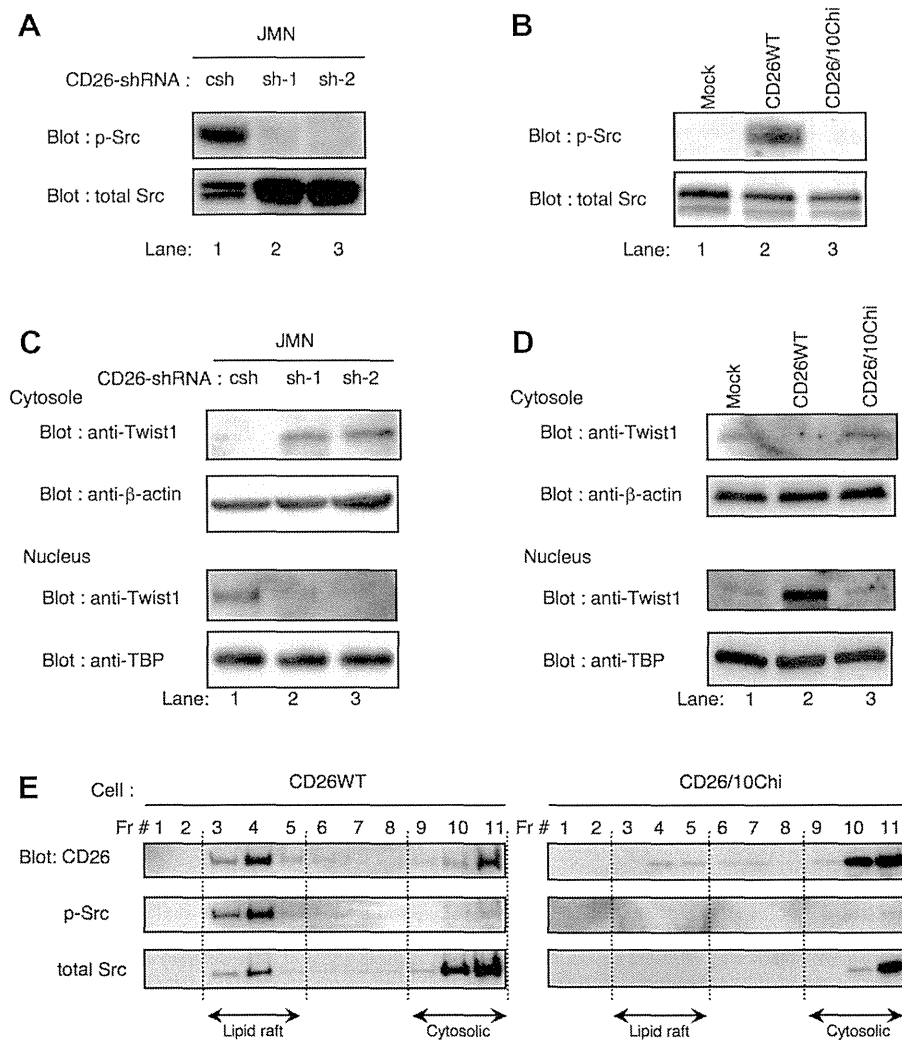 A
JMN
CD26-shRNA : csh sh-1 sh-2
Blot : p-Src
Blot : total Src
Lane: 1 2 3
B
Mock CD26WT CD26/10Chi
Blot : p-Src
Blot : total Src
Lane: 1 2 3
C
JMN
CD26-shRNA : csh sh-1 sh-2
Cytosole
Blot : anti-Twist1
Blot : anti-β-actin
Nucleus
Blot : anti-Twist1
Blot : anti-TBP
Lane: 1 2 3
D
Mock CD26WT CD26/10Chi
Cytosole
Blot : anti-Twist1
Blot : anti-β-actin
Nucleus
Blot : anti-Twist1
Blot : anti-TBP
Lane: 1 2 3
E
Cell : CD26WT CD26/10Chi
Fr # 1 2 3 4 5 6 7 8 9 10 11 Fr # 1 2 3 4 5 6 7 8 9 10 11
Blot: CD26
p-Src
total Src
Lipid raft Cytosolic Lipid raft Cytosolic